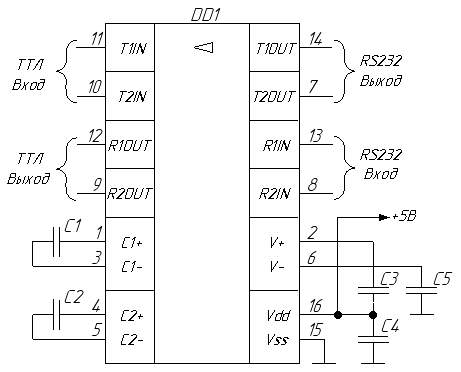 DD1
11 T1IN T1OUT 14
ТТЛ
Вход
RS232
Выход
10 T2IN T2OUT 7
12 R1OUT R1IN 13
ТТЛ
Выход
RS232
Вход
9 R2OUT R2IN 8
+5В
C1 1 C1+ V+ 2
3 C1- V- 6
C3 C5
C2 4 C2+ Vdd 16
5 C2- Vss 15
C4